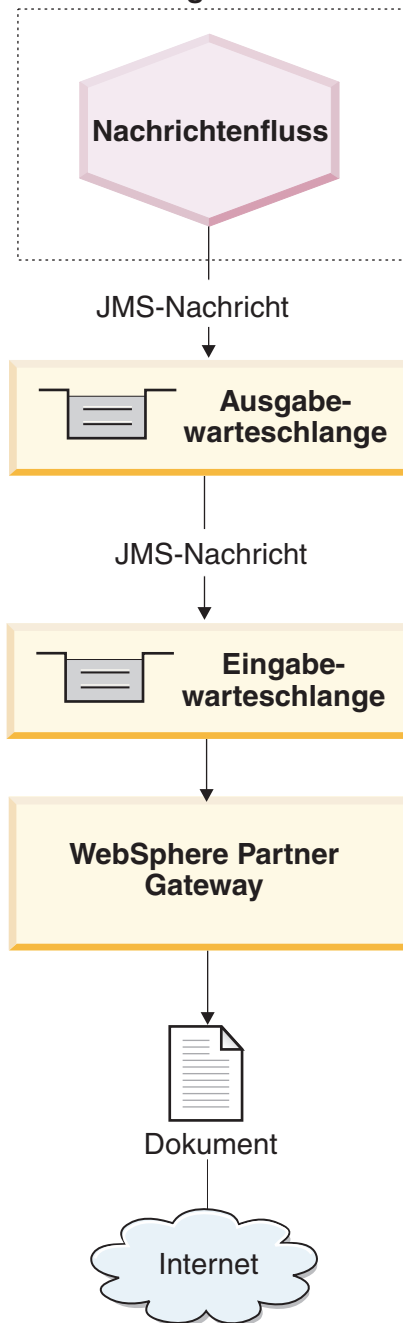 Nachrichtenfluss
JMS-Nachricht
Ausgabe-
warteschlange
JMS-Nachricht
Eingabe-
warteschlange
WebSphere Partner
Gateway
Dokument
Internet